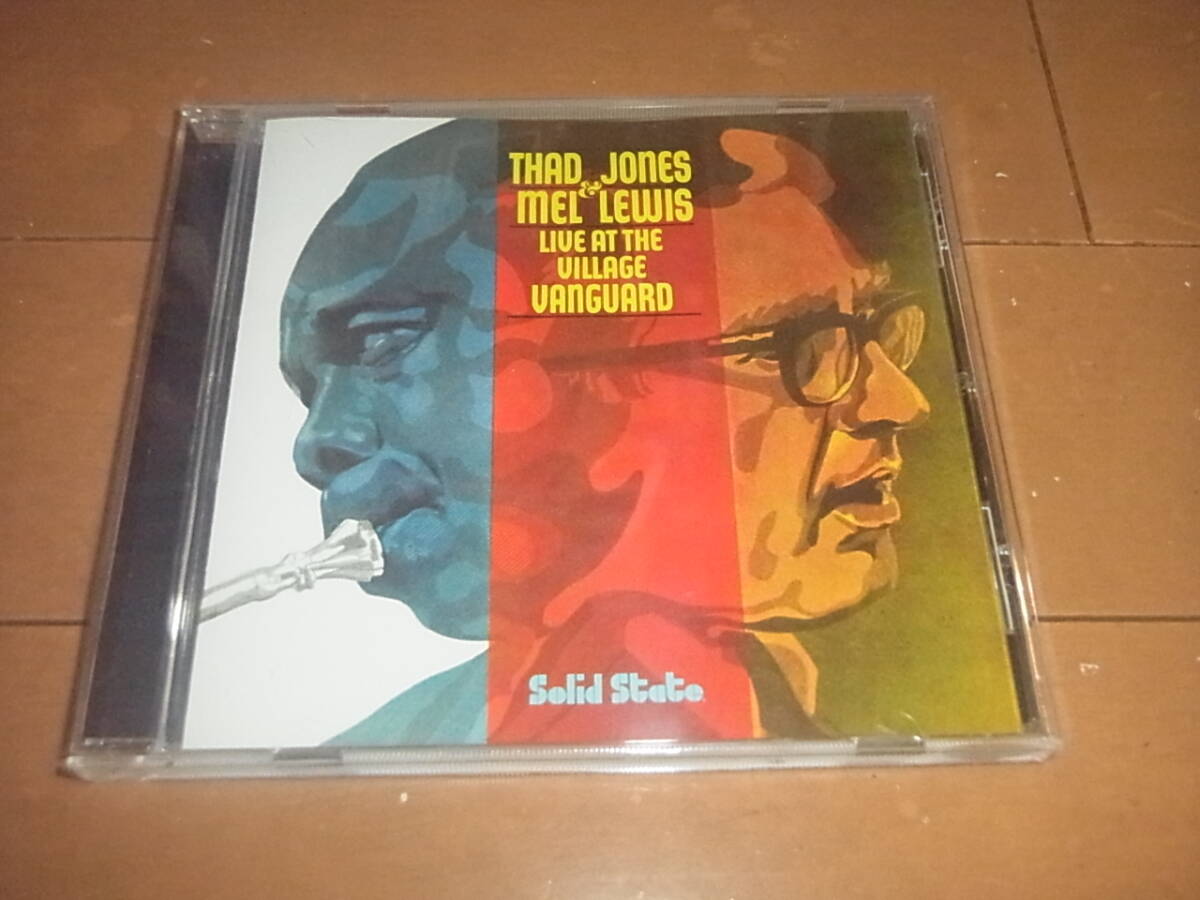 THAD JONES
& MEL LEWIS
LIVE AT THE
VILLAGE
VANGUARD
Solid State